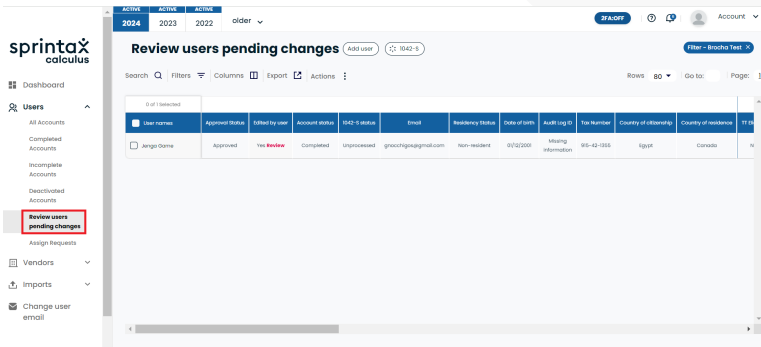 ACTIVE ACTIVE ACTIVE
2024 2023 2022 older
2FA:OFF Account
sprintax
calculus
Review users pending changes Add user 1042-S
Filter - Brocha Test ×
Search Filters Columns Export Actions Rows 80 Go to: Page: 1
Dashboard
Users
All Accounts
Completed
Accounts
Incomplete
Accounts
Deactivated
Accounts
Review users
pending changes
Assign Requests
Vendors
Imports
Change user
email
0 of 1 Selected
User names Approval Status Edited by user Account status 1042-S status Email Residency Status Date of birth Audit Log ID Tax Number Country of citizenship Country of residence
Jenga Game Approved Yes Review Completed Unprocessed gnocchigos@gmail.com Non-resident 01/12/2001 Missing
information 915-42-1355 Egypt Canada